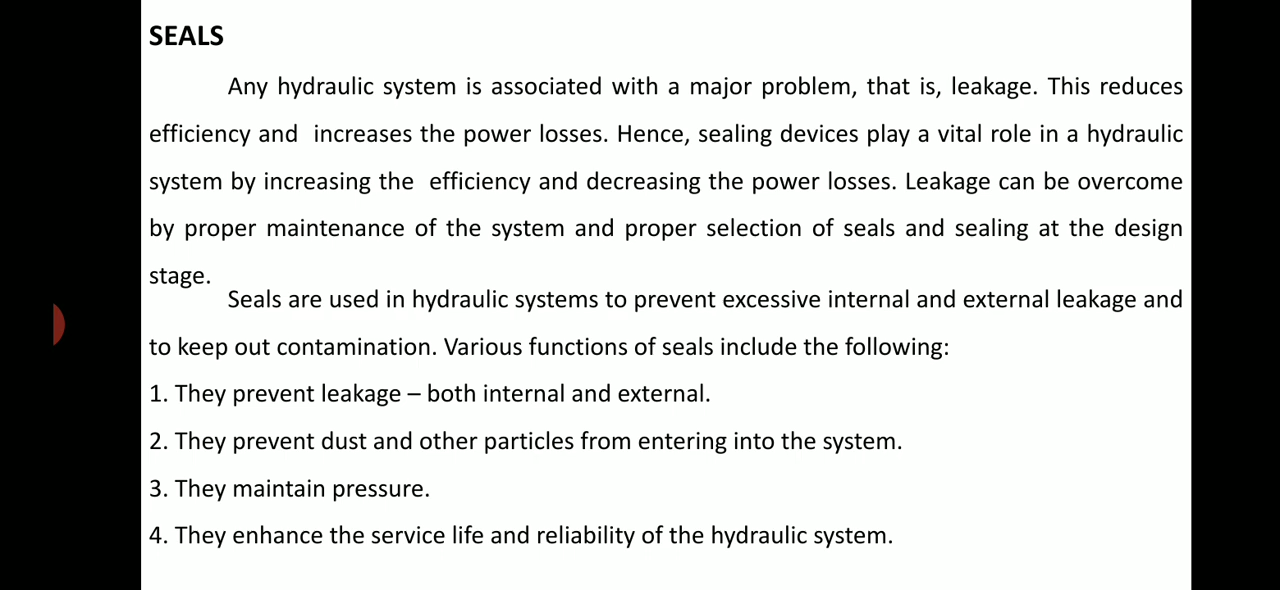 SEALS
Any hydraulic system is associated with a major problem, that is, leakage. This reduces
efficiency and  increases the power losses. Hence, sealing devices play a vital role in a hydraulic
system by increasing the  efficiency and decreasing the power losses. Leakage can be overcome
by proper maintenance of the system and proper selection of seals and sealing at the design
stage.
Seals are used in hydraulic systems to prevent excessive internal and external leakage and
to keep out contamination. Various functions of seals include the following:
1. They prevent leakage – both internal and external.
2. They prevent dust and other particles from entering into the system.
3. They maintain pressure.
4. They enhance the service life and reliability of the hydraulic system.